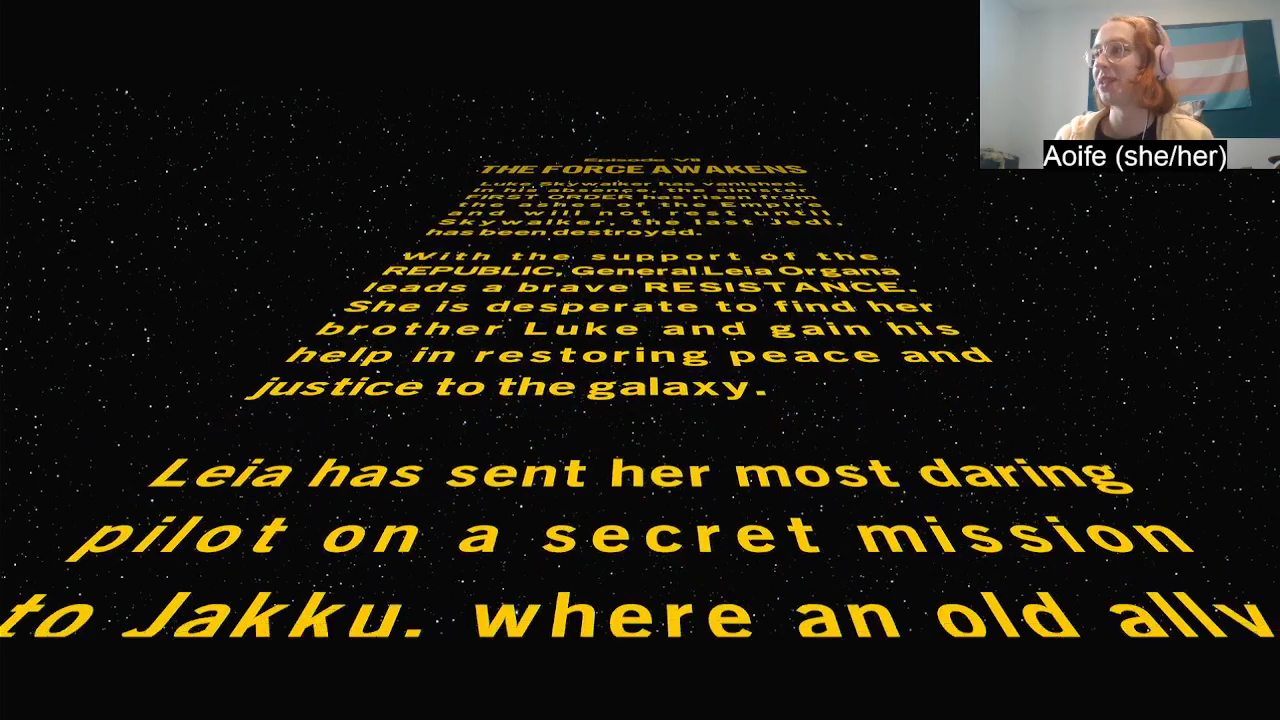 Episode VII
THE FORCE AWAKENS
Luke Skywalker has vanished.
In his absence, the sinister
FIRST ORDER has risen from
the ashes of the Empire
and will not rest until
Skywalker, the last Jedi,
has been destroyed.
With the support of the
REPUBLIC, General Leia Organa
leads a brave RESISTANCE.
She is desperate to find her
brother Luke and gain his
help in restoring peace and
justice to the galaxy.
Leia has sent her most daring
pilot on a secret mission
to Jakku, where an old ally
Aoife (she/her)